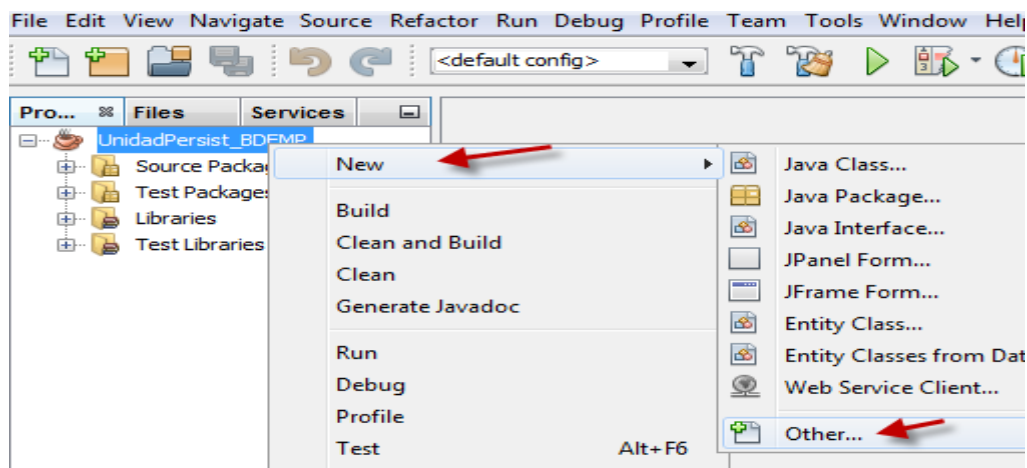 File Edit View Navigate Source Refactor Run Debug Profile Team Tools Window Help
<default config>
Pro... Files Services
UnidadPersist_BDEMP
Source Packa
Test Package
Libraries
Test Libraries
New
Build
Clean and Build
Clean
Generate Javadoc
Run
Debug
Profile
Test Alt+F6
Java Class...
Java Package...
Java Interface...
JPanel Form...
JFrame Form...
Entity Class...
Entity Classes from Dat
Web Service Client...
Other...